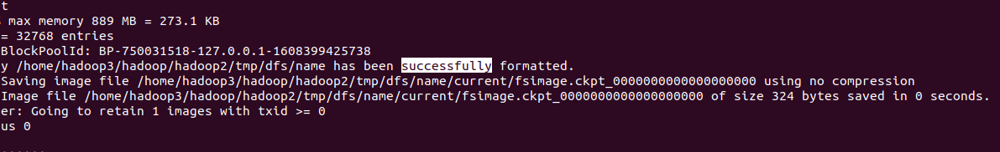 t
max memory 889 MB = 273.1 KB
= 32768 entries
BlockPoolId: BP-750031518-127.0.0.1-1608399425738
y /home/hadoop3/hadoop/hadoop2/tmp/dfs/name has been successfully formatted.
Saving image file /home/hadoop3/hadoop/hadoop2/tmp/dfs/name/current/fsimage.ckpt_0000000000000000000 using no compression
Image file /home/hadoop3/hadoop/hadoop2/tmp/dfs/name/current/fsimage.ckpt_0000000000000000000 of size 324 bytes saved in 0 seconds.
er: Going to retain 1 images with txid >= 0
us 0